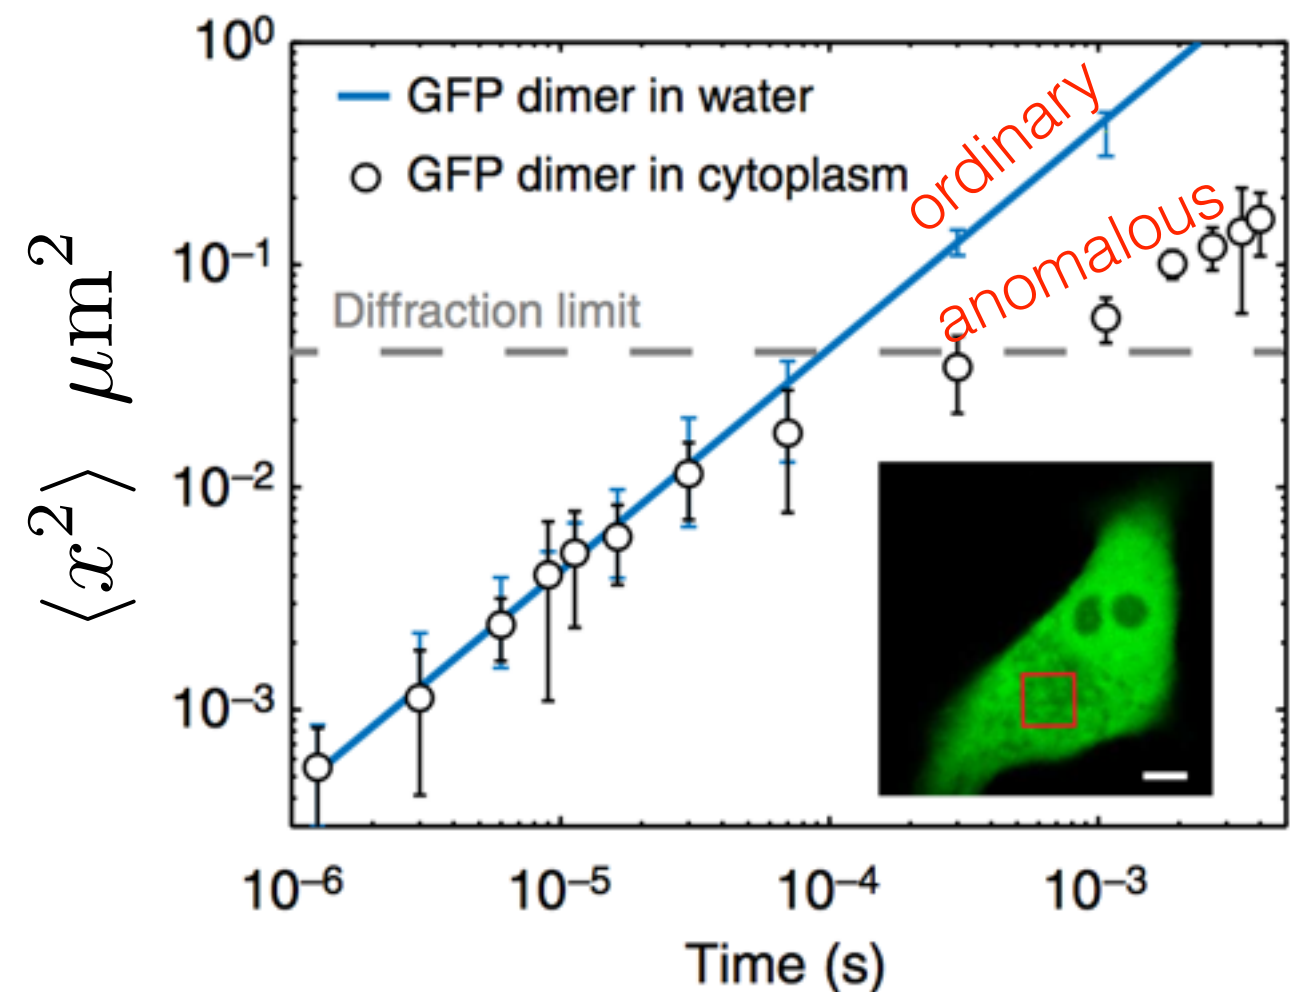 10⁰
GFP dimer in water
GFP dimer in cytoplasm
ordinary
anomalous
10⁻¹
Diffraction limit
10⁻²
10⁻³
⟨x²⟩ μm²
10⁻⁶ 10⁻⁵ 10⁻⁴ 10⁻³
Time (s)